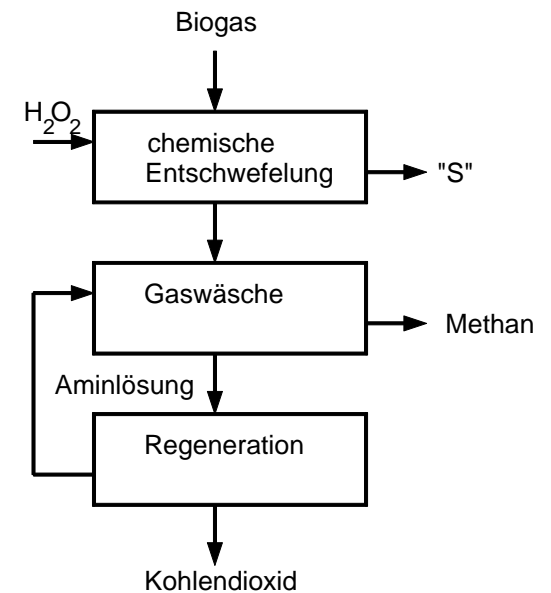 Biogas
H2O2
chemische
Entschwefelung
"S"
Gaswäsche
Methan
Aminlösung
Regeneration
Kohlendioxid